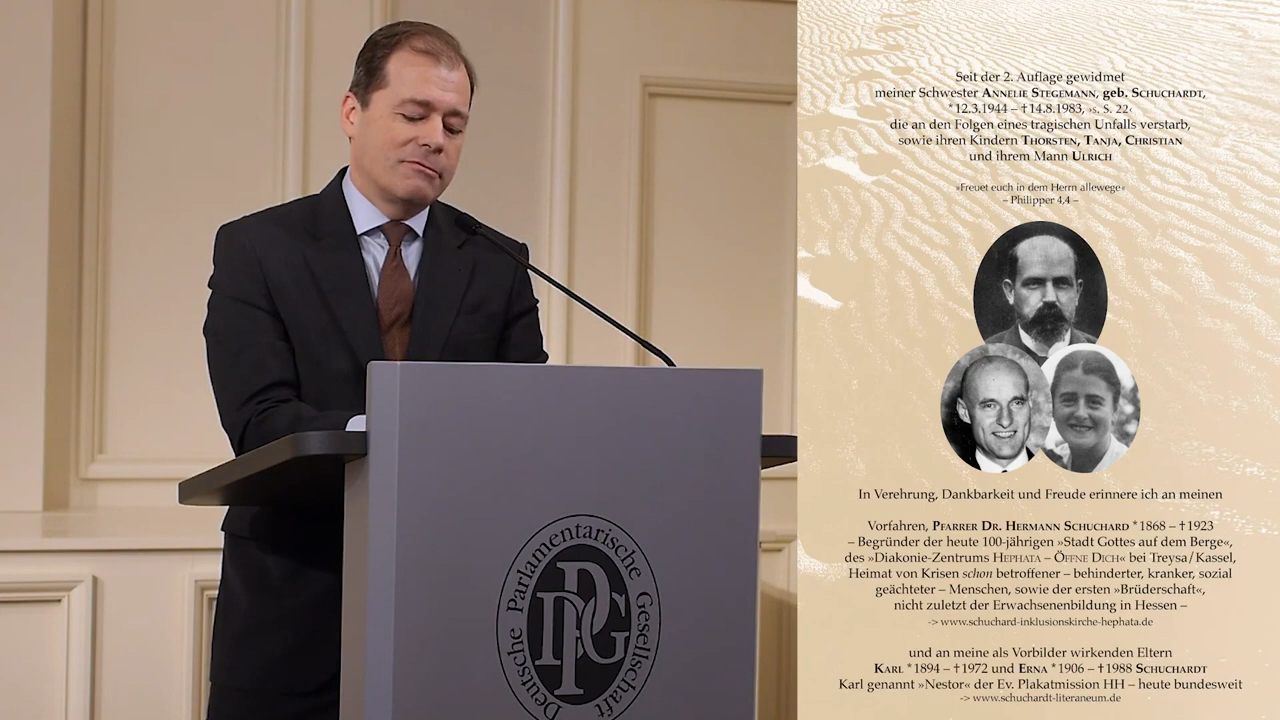 Deutsche Parlamentarische Gesellschaft
DPG
Seit der 2. Auflage gewidmet
meiner Schwester Annelie Stegemann, geb. Schuchardt,
*12.3.1944 – †14.8.1983, ›s. S. 22‹
die an den Folgen eines tragischen Unfalls verstarb,
sowie ihren Kindern Thorsten, Tanja, Christian
und ihrem Mann Ulrich
»Freuet euch in dem Herrn allewege«
– Philipper 4,4 –
In Verehrung, Dankbarkeit und Freude erinnere ich an meinen
Vorfahren, Pfarrer Dr. Hermann Schuchard *1868 – †1923
– Begründer der heute 100-jährigen »Stadt Gottes auf dem Berge«,
des »Diakonie-Zentrums Hephata – Öffne Dich« bei Treysa/Kassel,
Heimat von Krisen schon betroffener – behinderter, kranker, sozial
geächteter – Menschen, sowie der ersten »Brüderschaft«,
nicht zuletzt der Erwachsenenbildung in Hessen –
-> www.schuchard-inklusionskirche-hephata.de
und an meine als Vorbilder wirkenden Eltern
Karl *1894 – †1972 und Erna *1906 – †1988 Schuchardt
Karl genannt »Nestor« der Ev. Plakatmission HH – heute bundesweit
-> www.schuchardt-literaneum.de